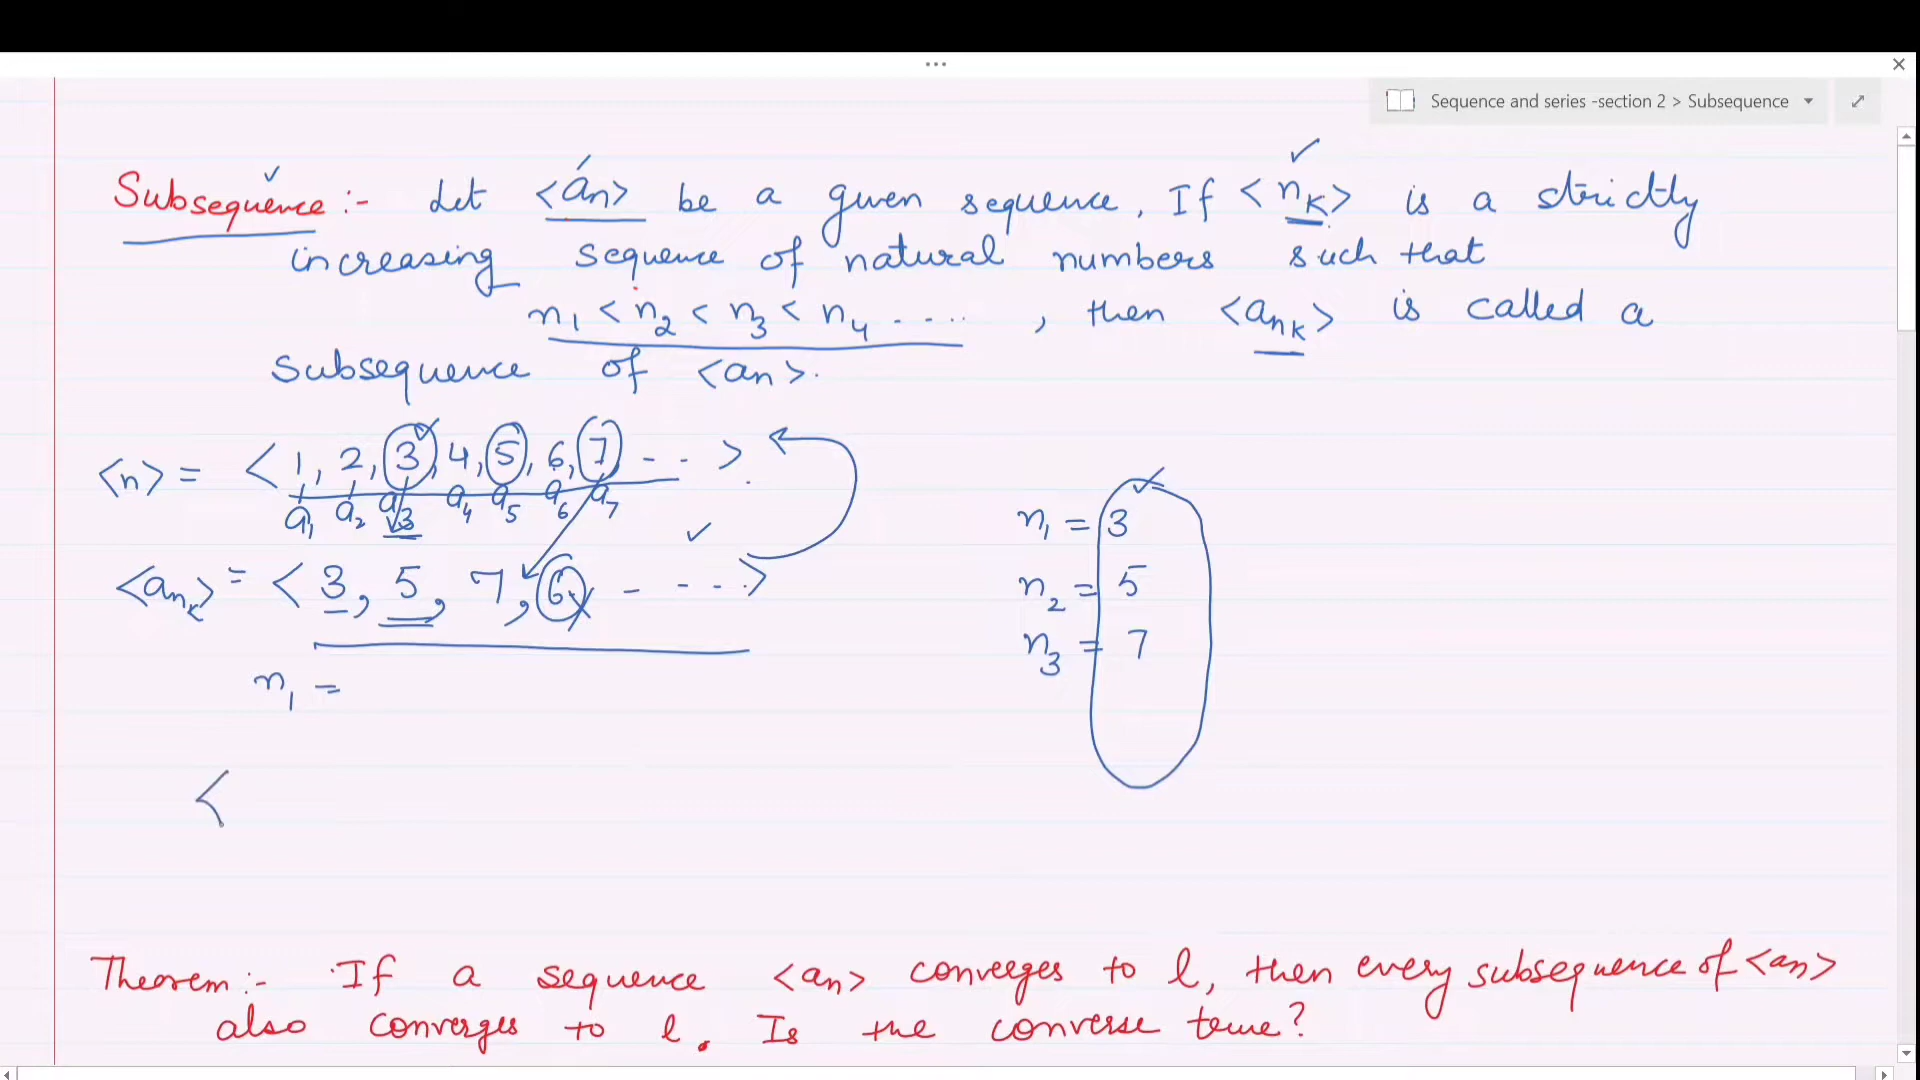 Sequence and series -section 2 > Subsequence
Subsequence :- Let <an> be a given sequence. If <nk> is a strictly
increasing sequence of natural numbers such that
n1 < n2 < n3 < n4 ....., then <ank> is called a
subsequence of <an>.
<n> = < 1, 2, 3, 4, 5, 6, 7, - - >.
a1 a2 a3 a4 a5 a6 a7
<ank> = < 3, 5, 7, 6, - - - . . >
n1 =
n1 = 3
n2 = 5
n3 = 7
<
Theorem :- If a sequence <an> converges to l, then every subsequence of <an>
also converges to l. Is the converse true?